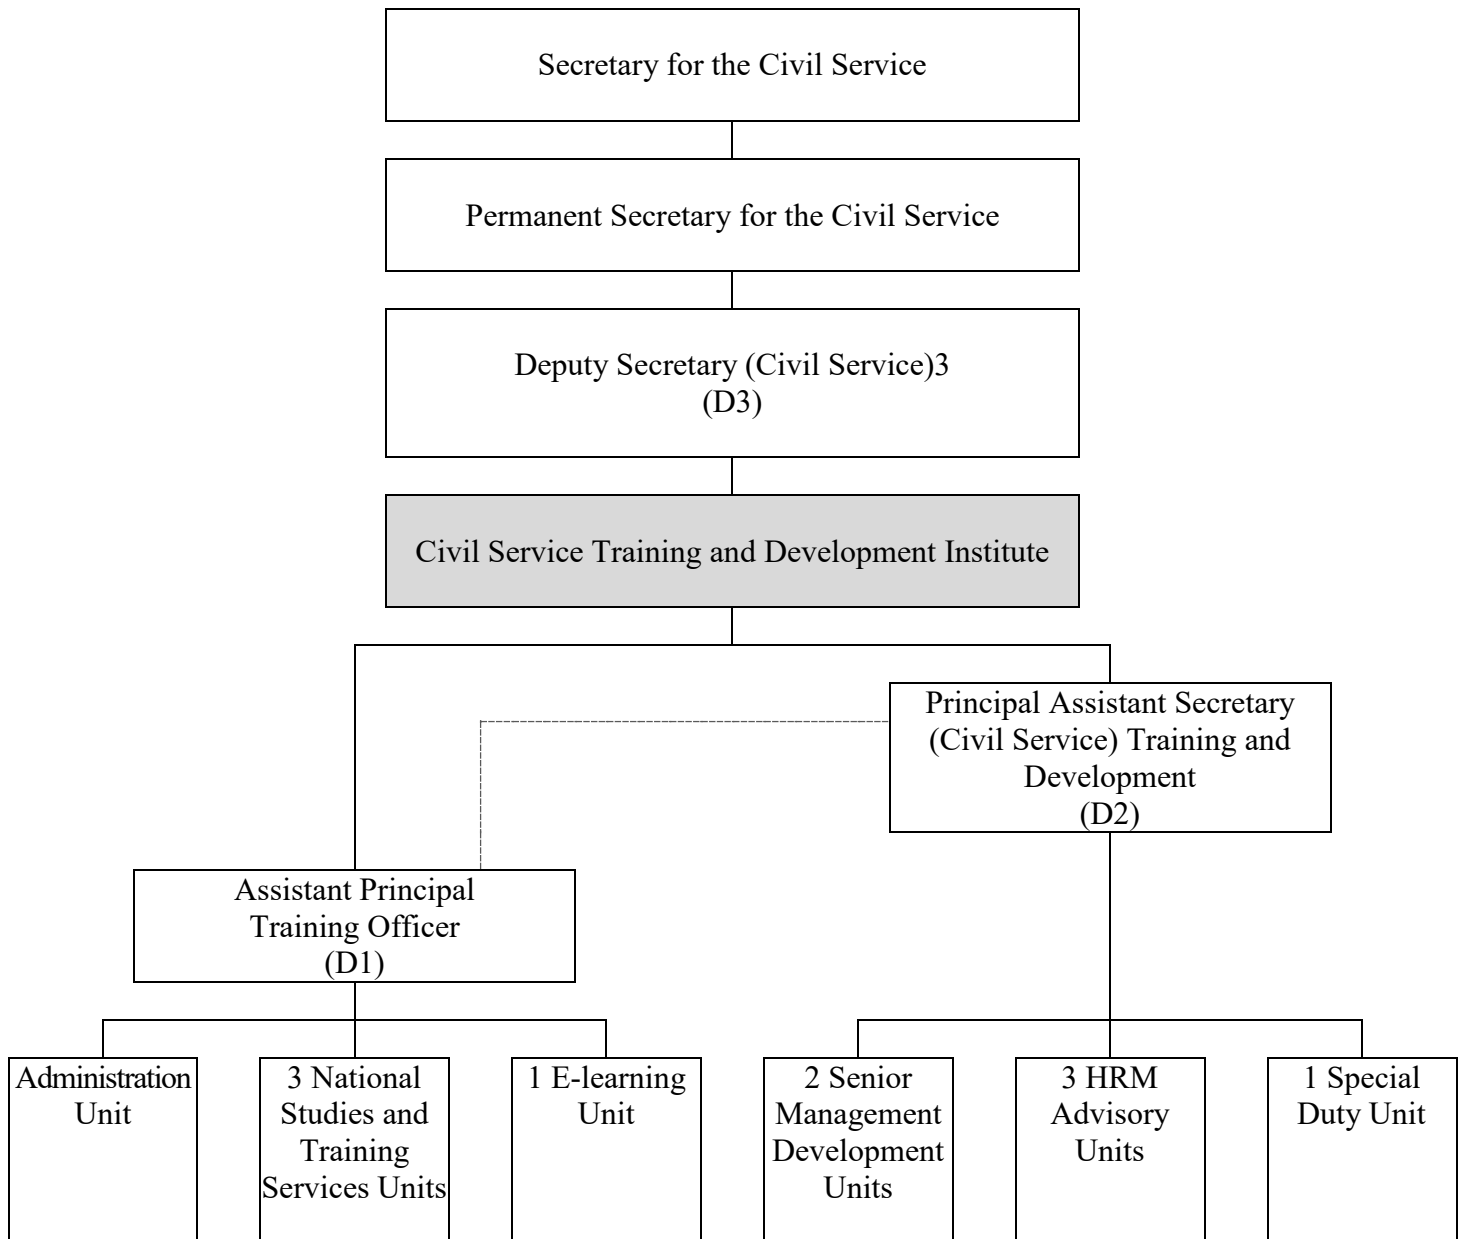 Secretary for the Civil Service
Permanent Secretary for the Civil Service
Deputy Secretary (Civil Service)3
(D3)
Civil Service Training and Development Institute
Principal Assistant Secretary
(Civil Service) Training and
Development
(D2)
Assistant Principal
Training Officer
(D1)
Administration
Unit
3 National
Studies and
Training
Services Units
1 E-learning
Unit
2 Senior
Management
Development
Units
3 HRM
Advisory
Units
1 Special
Duty Unit